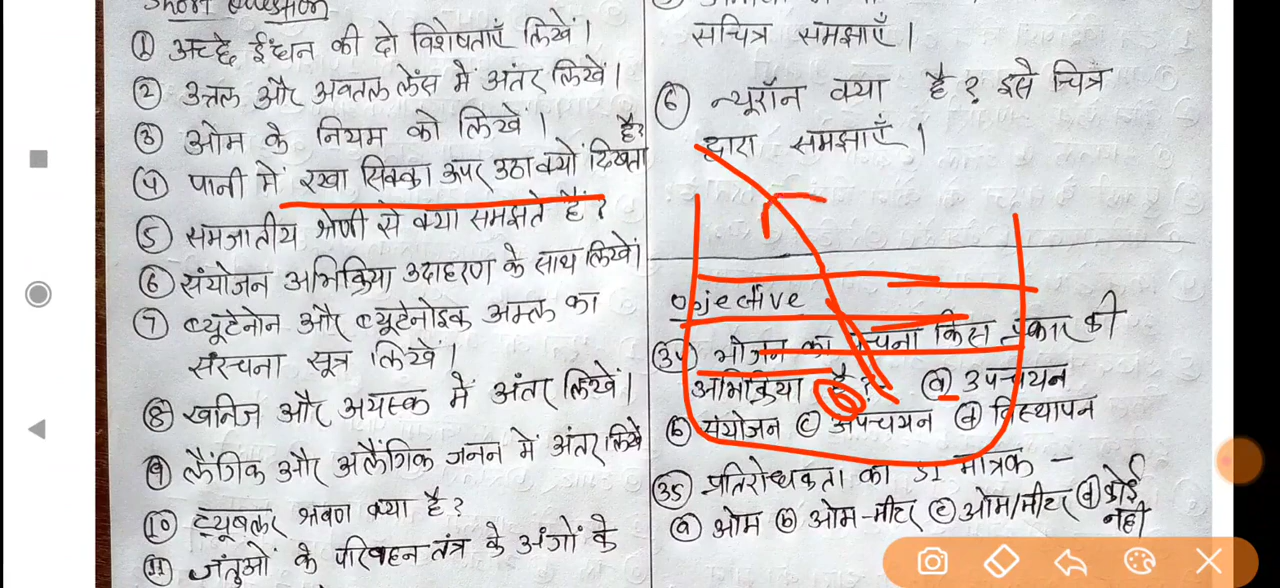 Short Question
① अच्छे ईंधन की दो विशेषताएँ लिखें।
② उत्तल और अवतल लेंस में अंतर लिखें।
③ ओम के नियम को लिखें।
④ पानी में रखा सिक्का ऊपर उठा क्यों दिखता है?
⑤ समजातीय श्रेणी से क्या समझते हैं?
⑥ संयोजन अभिक्रिया उदाहरण के साथ लिखें।
⑦ ब्यूटेनोन और ब्यूटेनोइक अम्ल का
संरचना सूत्र लिखें।
⑧ खनिज और अयस्क में अंतर लिखें।
⑨ लैंगिक और अलैंगिक जनन में अंतर लिखें
⑩ ट्यूबुलर श्रवण क्या है?
⑪ जंतुओं के परिवहन तंत्र के अंगों के
सचित्र समझाएँ।
⑥ न्यूरॉन क्या है? इसे चित्र
द्वारा समझाएँ।
objective
㉞ भोजन का पचना किस प्रकार की
अभिक्रिया है? ⓐ उपचयन
ⓑ संयोजन ⓒ अपचयन ⓓ विस्थापन
㉟ प्रतिरोधकता का SI मात्रक —
ⓐ ओम ⓑ ओम-मीटर ⓒ ओम/मीटर ⓓ कोई
नहीं